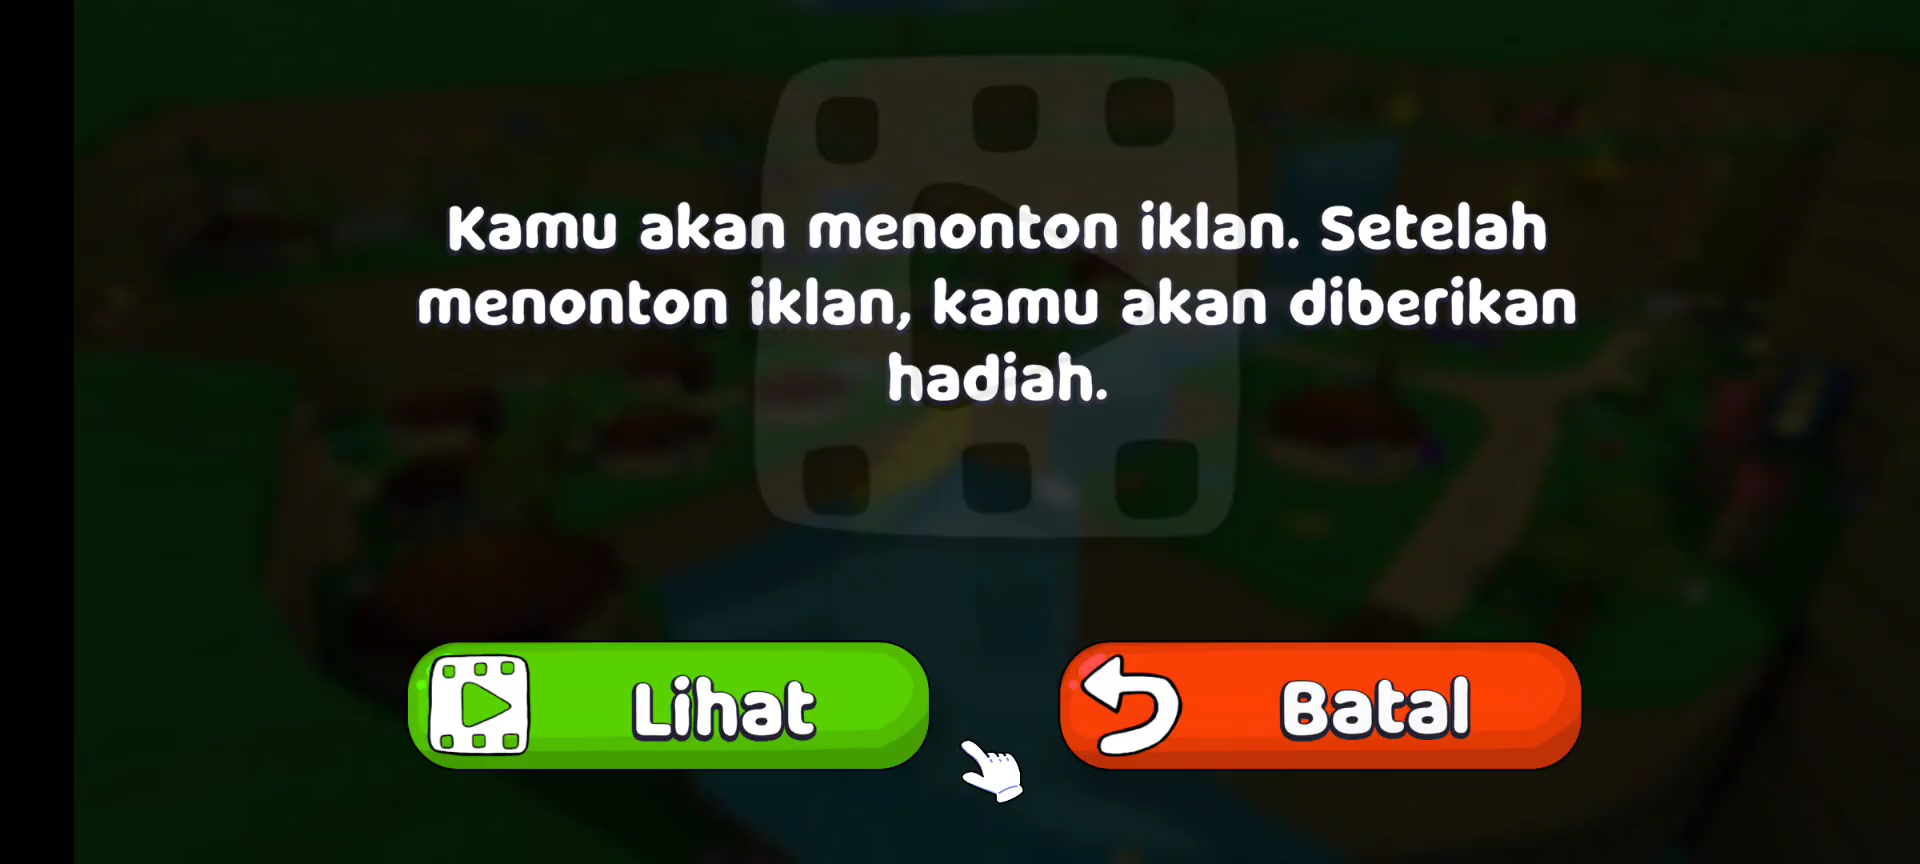 Kamu akan menonton iklan. Setelah
menonton iklan, kamu akan diberikan
hadiah.
Lihat
Batal